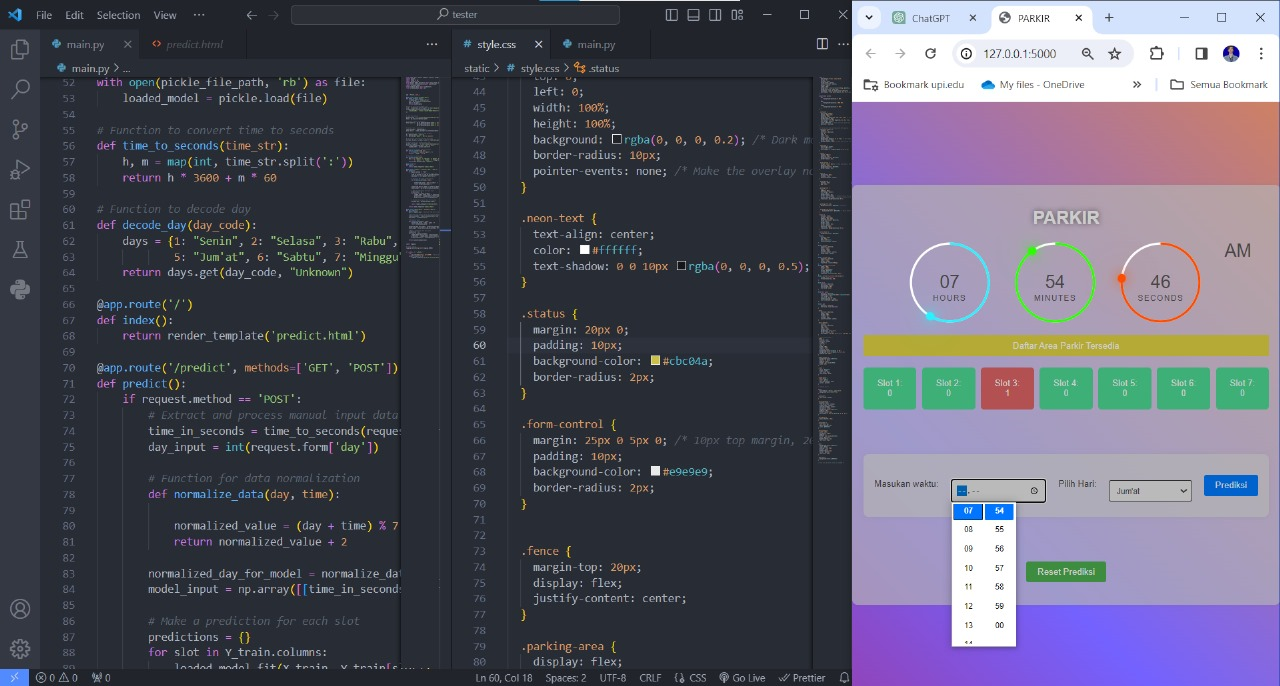 File Edit Selection View ··· tester
main.py predict.html ···
main.py > ...
52 with open(pickle_file_path, 'rb') as file:
53 loaded_model = pickle.load(file)
54
55 # Function to convert time to seconds
56 def time_to_seconds(time_str):
57 h, m = map(int, time_str.split(':'))
58 return h * 3600 + m * 60
59
60 # Function to decode day
61 def decode_day(day_code):
62 days = {1: "Senin", 2: "Selasa", 3: "Rabu",
63 5: "Jum'at", 6: "Sabtu", 7: "Minggu"
64 return days.get(day_code, "Unknown")
65
66 @app.route('/')
67 def index():
68 return render_template('predict.html')
69
70 @app.route('/predict', methods=['GET', 'POST'])
71 def predict():
72 if request.method == 'POST':
73 # Extract and process manual input data
74 time_in_seconds = time_to_seconds(reque
75 day_input = int(request.form['day'])
76
77 # Function for data normalization
78 def normalize_data(day, time):
79
80 normalized_value = (day + time) % 7
81 return normalized_value + 2
82
83 normalized_day_for_model = normalize_dat
84 model_input = np.array([[time_in_second
85
86 # Make a prediction for each slot
87 predictions = {}
88 for slot in Y_train.columns:
89
style.css main.py ···
static > # style.css > .status
44 left: 0;
45 width: 100%;
46 height: 100%;
47 background: rgba(0, 0, 0, 0.2); /* Dark
48 border-radius: 10px;
49 pointer-events: none; /* Make the overlay
50 }
51
52 .neon-text {
53 text-align: center;
54 color: #ffffff;
55 text-shadow: 0 0 10px rgba(0, 0, 0, 0.5);
56 }
57
58 .status {
59 margin: 20px 0;
60 padding: 10px;
61 background-color: #cbc04a;
62 border-radius: 2px;
63 }
64
65 .form-control {
66 margin: 25px 0 5px 0; /* 10px top margin,
67 padding: 10px;
68 background-color: #e9e9e9;
69 border-radius: 2px;
70 }
71
72
73 .fence {
74 margin-top: 20px;
75 display: flex;
76 justify-content: center;
77 }
78
79 .parking-area {
80 display: flex;
0 0 0 Ln 60, Col 18 Spaces: 2 UTF-8 CRLF {} CSS Go Live Prettier
ChatGPT PARKIR
127.0.0.1:5000
Bookmark upi.edu My files - OneDrive » Semua Bookmark
PARKIR
AM
07 54 46
HOURS MINUTES SECONDS
Daftar Area Parkir Tersedia
Slot 1: Slot 2: Slot 3: Slot 4: Slot 5: Slot 6: Slot 7:
0 0 1 0 0 0 0
Masukan waktu: --.-- Pilih Hari: Jum'at Prediksi
07 54
08 55
09 56
10 57
11 58
12 59
13 00
Reset Prediksi